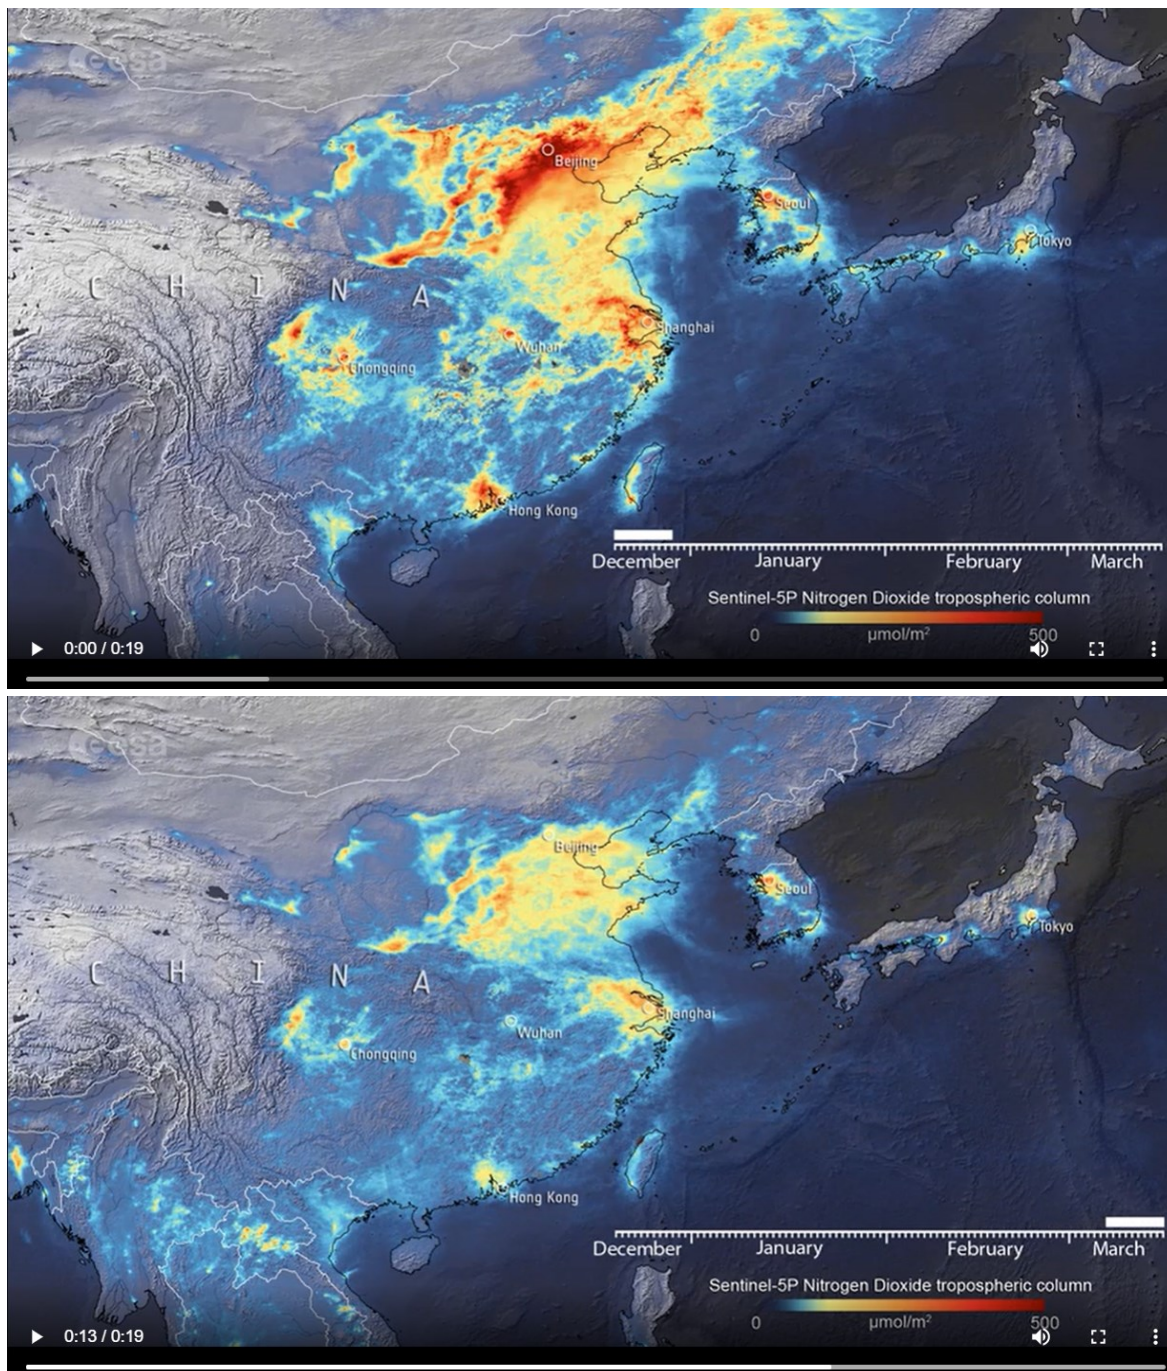 esa
Beijing
Seoul
Tokyo
C H I N A
Shanghai
Wuhan
Chongqing
Hong Kong
December January February March
Sentinel-5P Nitrogen Dioxide tropospheric column
0 µmol/m² 500
0:00 / 0:19
esa
Beijing
Seoul
Tokyo
C H I N A
Shanghai
Wuhan
Chongqing
Hong Kong
December January February March
Sentinel-5P Nitrogen Dioxide tropospheric column
0 µmol/m² 500
0:13 / 0:19